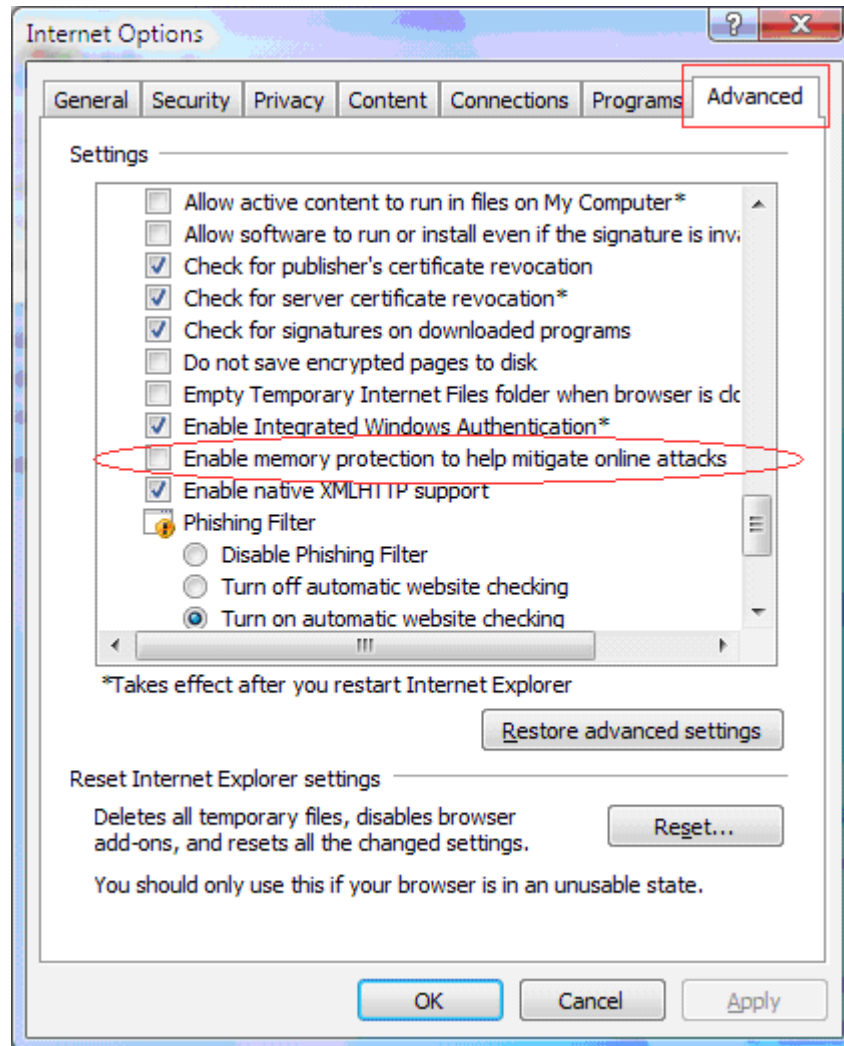 Internet Options
General Security Privacy Content Connections Programs Advanced
Settings
Allow active content to run in files on My Computer*
Allow software to run or install even if the signature is inva
Check for publisher's certificate revocation
Check for server certificate revocation*
Check for signatures on downloaded programs
Do not save encrypted pages to disk
Empty Temporary Internet Files folder when browser is clo
Enable Integrated Windows Authentication*
Enable memory protection to help mitigate online attacks
Enable native XMLHTTP support
Phishing Filter
Disable Phishing Filter
Turn off automatic website checking
Turn on automatic website checking
*Takes effect after you restart Internet Explorer
Restore advanced settings
Reset Internet Explorer settings
Deletes all temporary files, disables browser
add-ons, and resets all the changed settings.
Reset...
You should only use this if your browser is in an unusable state.
OK Cancel Apply